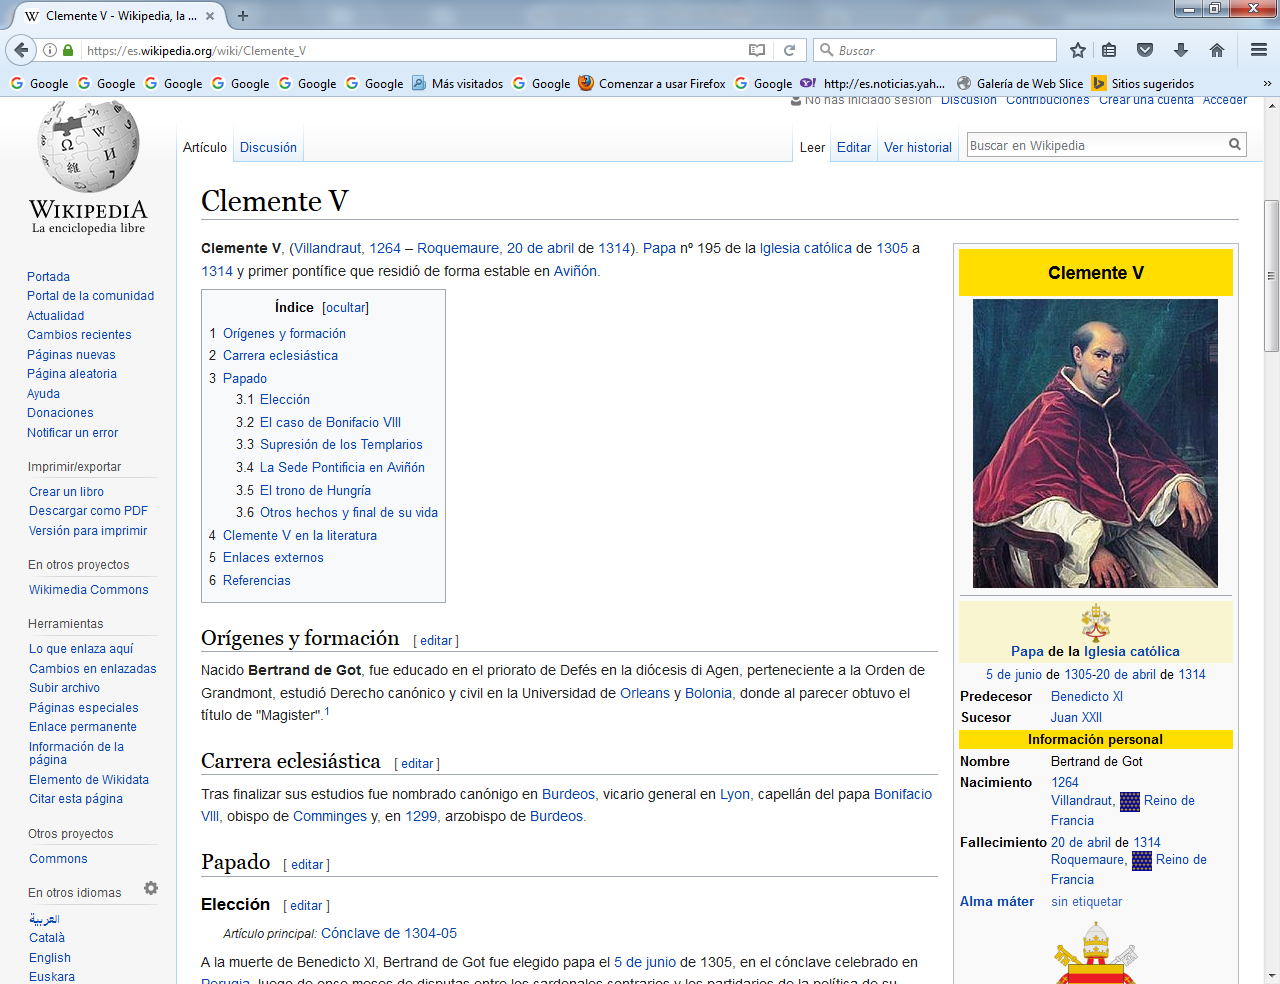 Clemente V - Wikipedia, la ...
https://es.wikipedia.org/wiki/Clemente_V
Buscar
Google Google Google Google Google Google Más visitados Google Comenzar a usar Firefox Google http://es.noticias.yah... Galería de Web Slice Sitios sugeridos
No has iniciado sesión Discusión Contribuciones Crear una cuenta Acceder
Artículo Discusión Leer Editar Ver historial Buscar en Wikipedia
WIKIPEDIA
La enciclopedia libre
Portada
Portal de la comunidad
Actualidad
Cambios recientes
Páginas nuevas
Página aleatoria
Ayuda
Donaciones
Notificar un error
Imprimir/exportar
Crear un libro
Descargar como PDF
Versión para imprimir
En otros proyectos
Wikimedia Commons
Herramientas
Lo que enlaza aquí
Cambios en enlazadas
Subir archivo
Páginas especiales
Enlace permanente
Información de la
página
Elemento de Wikidata
Citar esta página
Otros proyectos
Commons
En otros idiomas
العربية
Català
English
Euskara
Clemente V
Clemente V, (Villandraut, 1264 – Roquemaure, 20 de abril de 1314). Papa nº 195 de la Iglesia católica de 1305 a
1314 y primer pontífice que residió de forma estable en Aviñón.
Índice [ocultar]
1 Orígenes y formación
2 Carrera eclesiástica
3 Papado
3.1 Elección
3.2 El caso de Bonifacio VIII
3.3 Supresión de los Templarios
3.4 La Sede Pontificia en Aviñón
3.5 El trono de Hungría
3.6 Otros hechos y final de su vida
4 Clemente V en la literatura
5 Enlaces externos
6 Referencias
Orígenes y formación [ editar ]
Nacido Bertrand de Got, fue educado en el priorato de Defés en la diócesis di Agen, perteneciente a la Orden de
Grandmont, estudió Derecho canónico y civil en la Universidad de Orleans y Bolonia, donde al parecer obtuvo el
título de "Magister".1
Carrera eclesiástica [ editar ]
Tras finalizar sus estudios fue nombrado canónigo en Burdeos, vicario general en Lyon, capellán del papa Bonifacio
VIII, obispo de Comminges y, en 1299, arzobispo de Burdeos.
Papado [ editar ]
Elección [ editar ]
Artículo principal: Cónclave de 1304-05
A la muerte de Benedicto XI, Bertrand de Got fue elegido papa el 5 de junio de 1305, en el cónclave celebrado en
Perugia, luego de once meses de disputas entre los cardenales contrarios y los partidarios de la política de su
Clemente V
Papa de la Iglesia católica
5 de junio de 1305-20 de abril de 1314
Predecesor Benedicto XI
Sucesor Juan XXII
Información personal
Nombre Bertrand de Got
Nacimiento 1264
Villandraut, Reino de
Francia
Fallecimiento 20 de abril de 1314
Roquemaure, Reino de
Francia
Alma máter sin etiquetar